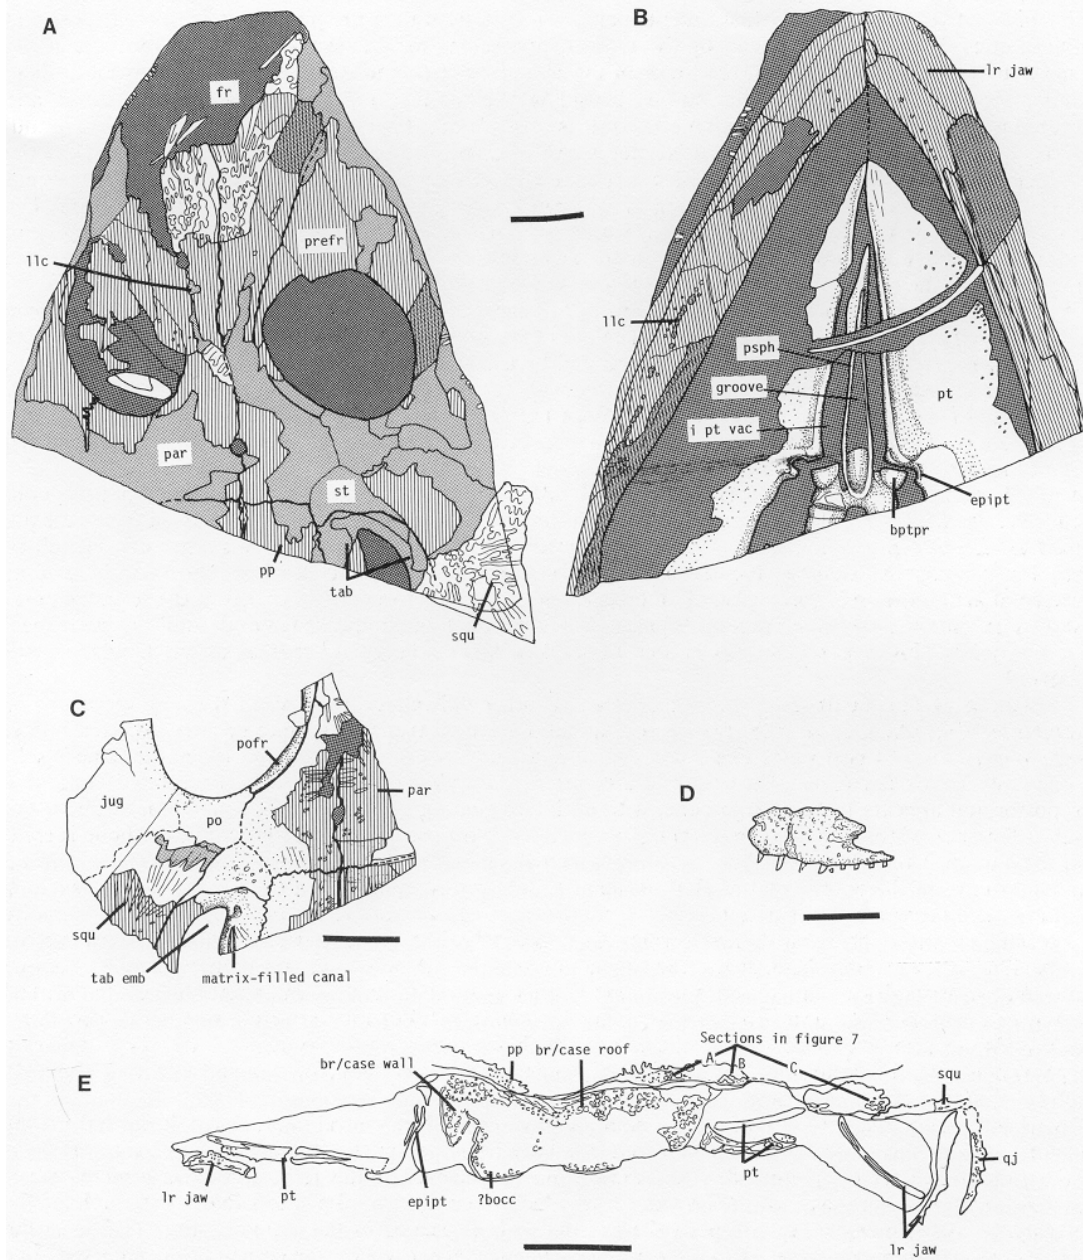 A
B
fr
lr jaw
prefr
llc
llc
psph
groove
pt
i pt vac
par
st
epipt
bptpr
pp
tab
squ
C
pofr
D
jug
par
po
squ
tab emb
matrix-filled canal
Sections in figure 7
pp br/case roof
A
B
br/case wall
C
E
squ
qj
lr jaw
pt
epipt
?bocc
pt
lr jaw